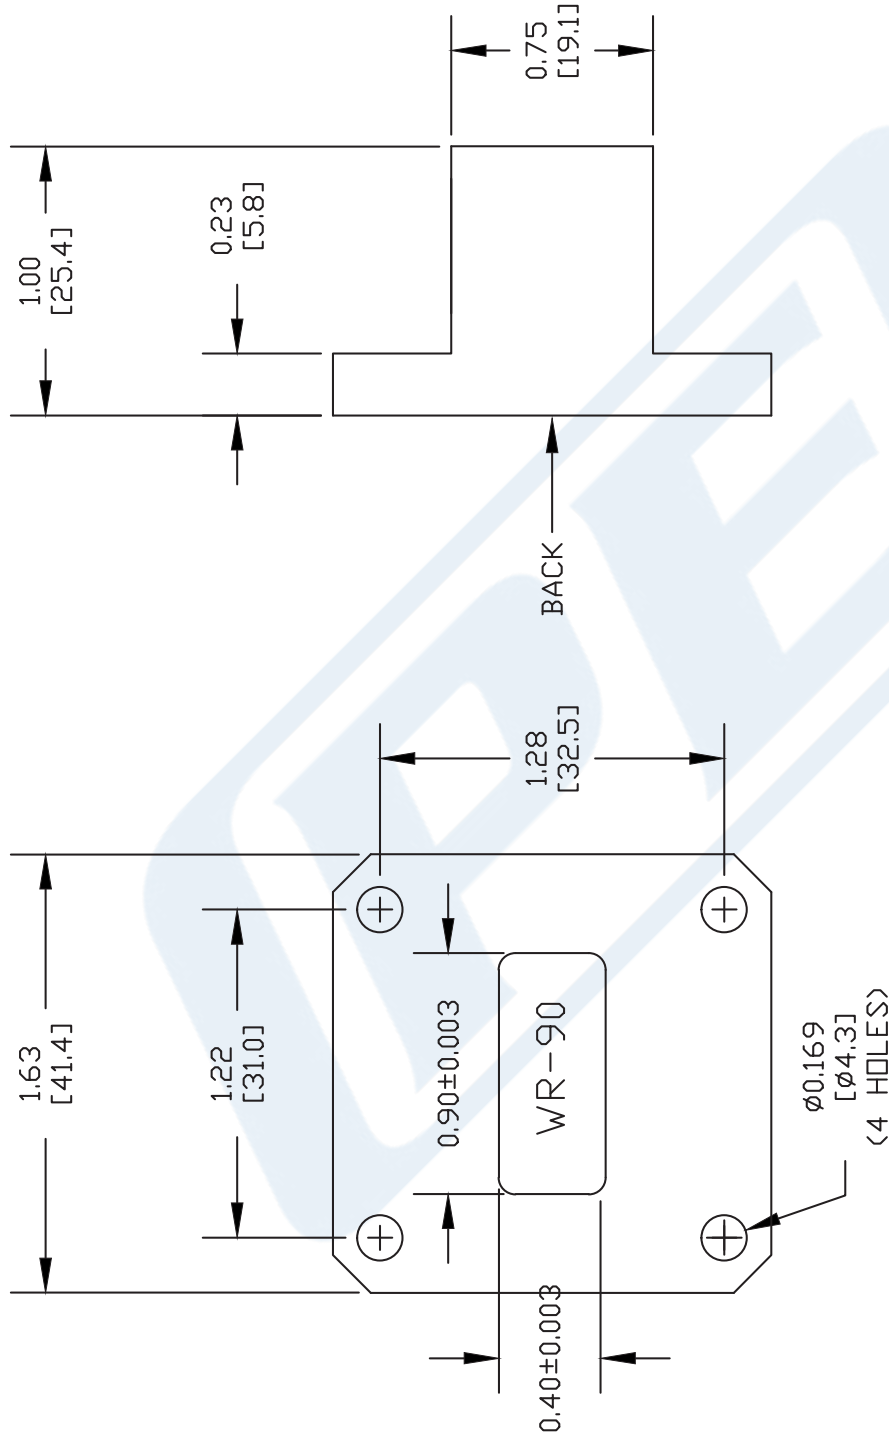 1.63
[41.4]
1.22
[31.0]
0.90±0.003
WR-90
0.40±0.003
Ø0.169
[Ø4.3]
(4 HOLES)
1.28
[32.5]
1.00
[25.4]
0.23
[5.8]
BACK
0.75
[19.1]
PE